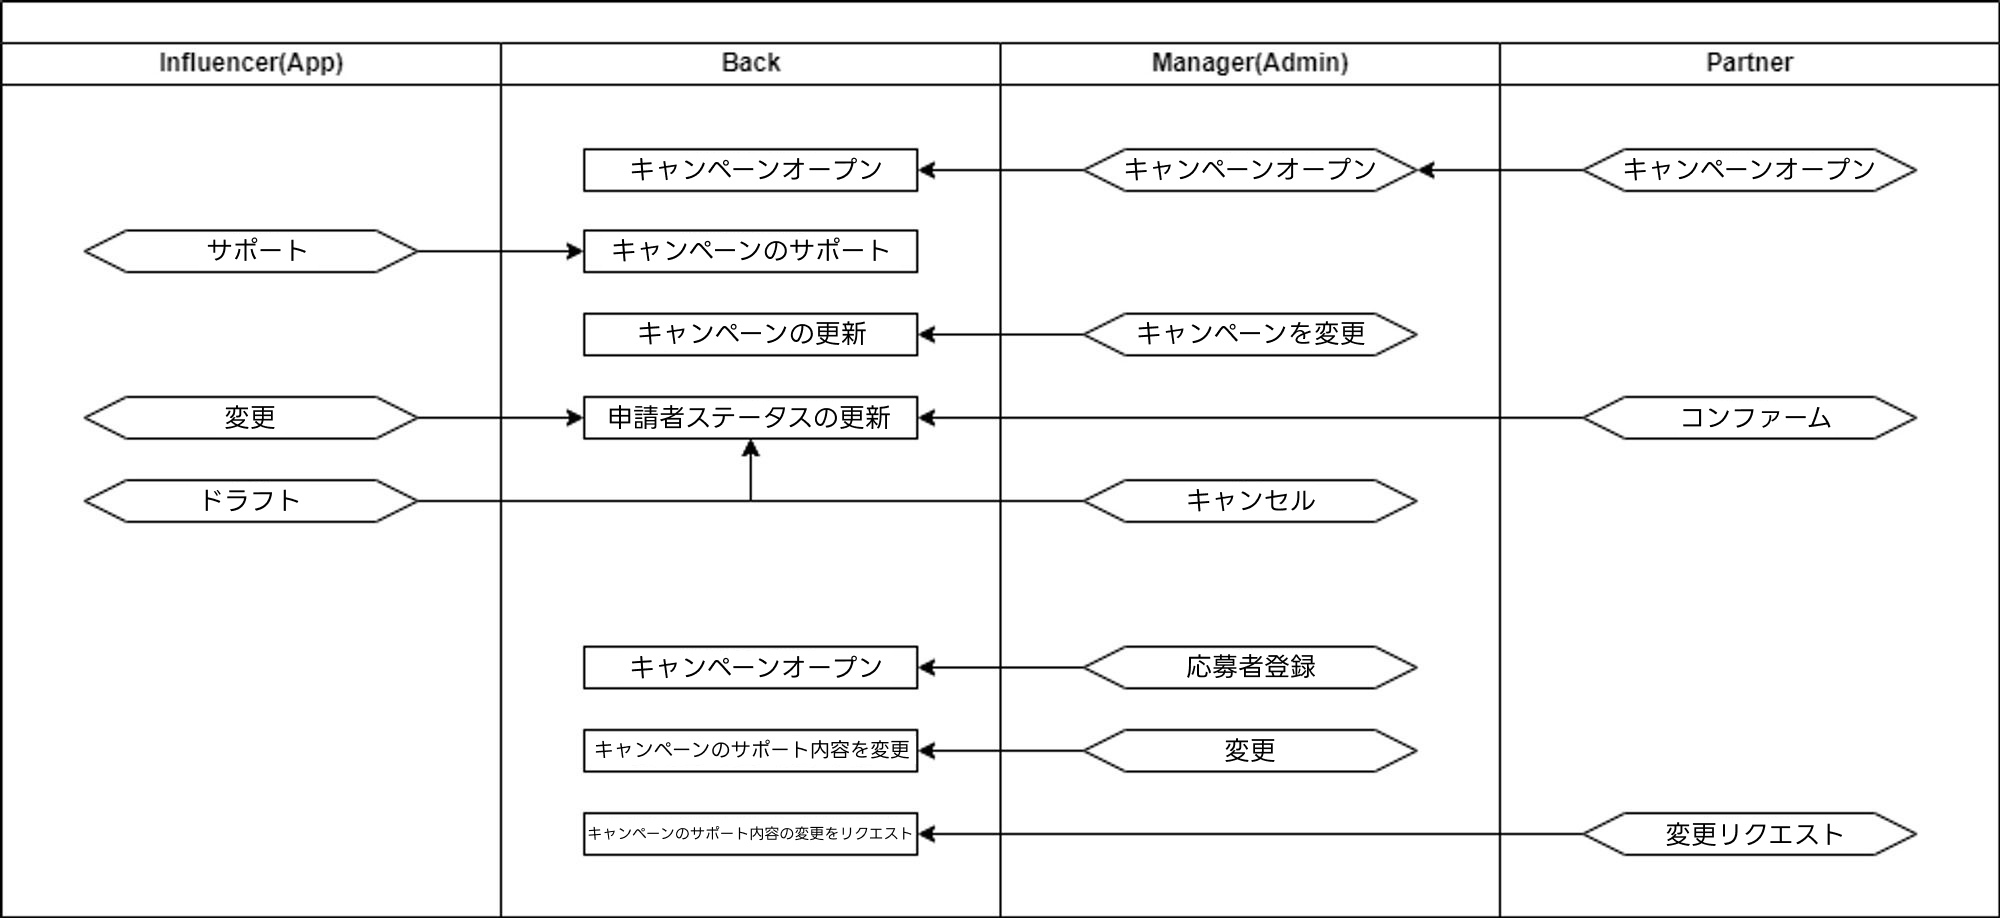 Influencer(App)
Back
Manager(Admin)
Partner
キャンペーンオープン
キャンペーンオープン
キャンペーンオープン
サポート
キャンペーンのサポート
キャンペーンの更新
キャンペーンを変更
変更
申請者ステータスの更新
コンファーム
ドラフト
キャンセル
キャンペーンオープン
応募者登録
キャンペーンのサポート内容を変更
変更
キャンペーンのサポート内容の変更をリクエスト
変更リクエスト